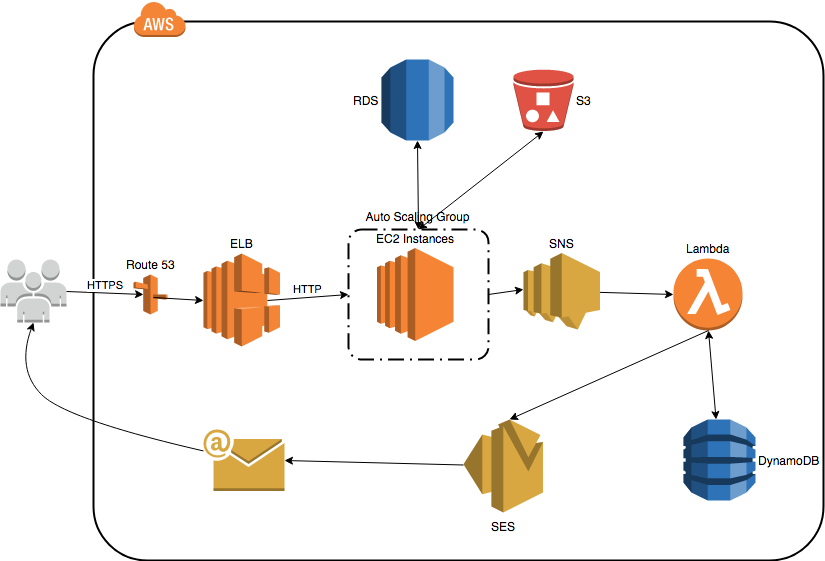 AWS
RDS
S3
Auto Scaling Group
EC2 Instances
ELB
SNS
Lambda
Route 53
HTTPS
HTTP
@
DynamoDB
SES